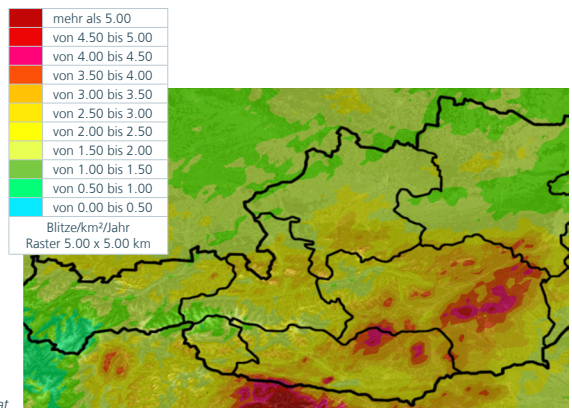 mehr als 5.00
von 4.50 bis 5.00
von 4.00 bis 4.50
von 3.50 bis 4.00
von 3.00 bis 3.50
von 2.50 bis 3.00
von 2.00 bis 2.50
von 1.50 bis 2.00
von 1.00 bis 1.50
von 0.50 bis 1.00
von 0.00 bis 0.50
Blitze/km²/Jahr
Raster 5.00 x 5.00 km
at